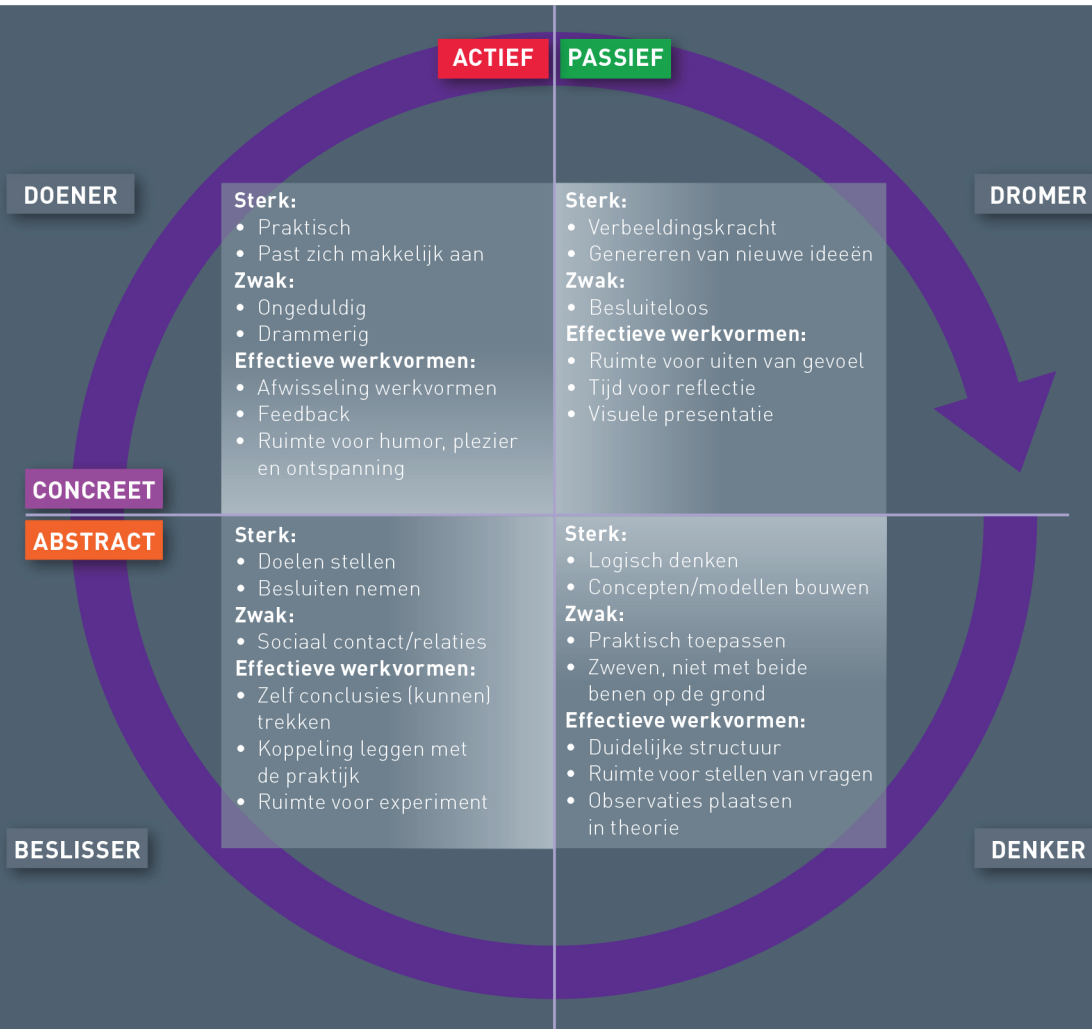 ACTIEF
PASSIEF
DOENER
DROMER
Sterk:
• Praktisch
• Past zich makkelijk aan
Zwak:
• Ongeduldig
• Drammerig
Effectieve werkvormen:
• Afwisseling werkvormen
• Feedback
• Ruimte voor humor, plezier
en ontspanning
Sterk:
• Verbeeldingskracht
• Genereren van nieuwe ideeën
Zwak:
• Besluiteloos
Effectieve werkvormen:
• Ruimte voor uiten van gevoel
• Tijd voor reflectie
• Visuele presentatie
CONCREET
ABSTRACT
Sterk:
• Doelen stellen
• Besluiten nemen
Zwak:
• Sociaal contact/relaties
Effectieve werkvormen:
• Zelf conclusies (kunnen)
trekken
• Koppeling leggen met
de praktijk
• Ruimte voor experiment
Sterk:
• Logisch denken
• Concepten/modellen bouwen
Zwak:
• Praktisch toepassen
• Zweven, niet met beide
benen op de grond
Effectieve werkvormen:
• Duidelijke structuur
• Ruimte voor stellen van vragen
• Observaties plaatsen
in theorie
BESLISSER
DENKER